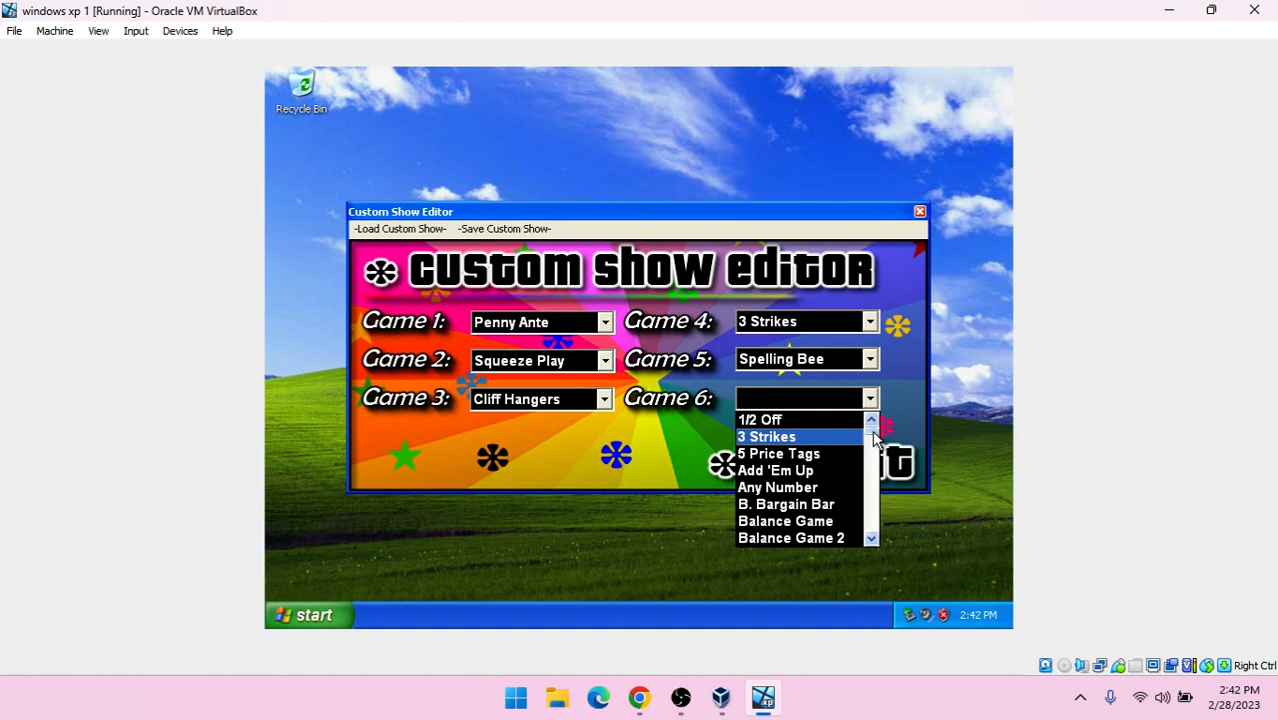 windows xp 1 [Running] - Oracle VM VirtualBox
File Machine View Input Devices Help
Recycle Bin
Custom Show Editor
-Load Custom Show- -Save Custom Show-
custom show editor
Game 1: Penny Ante Game 4: 3 Strikes
Game 2: Squeeze Play Game 5: Spelling Bee
Game 3: Cliff Hangers Game 6:
1/2 Off
3 Strikes
5 Price Tags
Add 'Em Up
Any Number
B. Bargain Bar
Balance Game
Balance Game 2
start
2:42 PM
Right Ctrl
xp
2:42 PM
2/28/2023